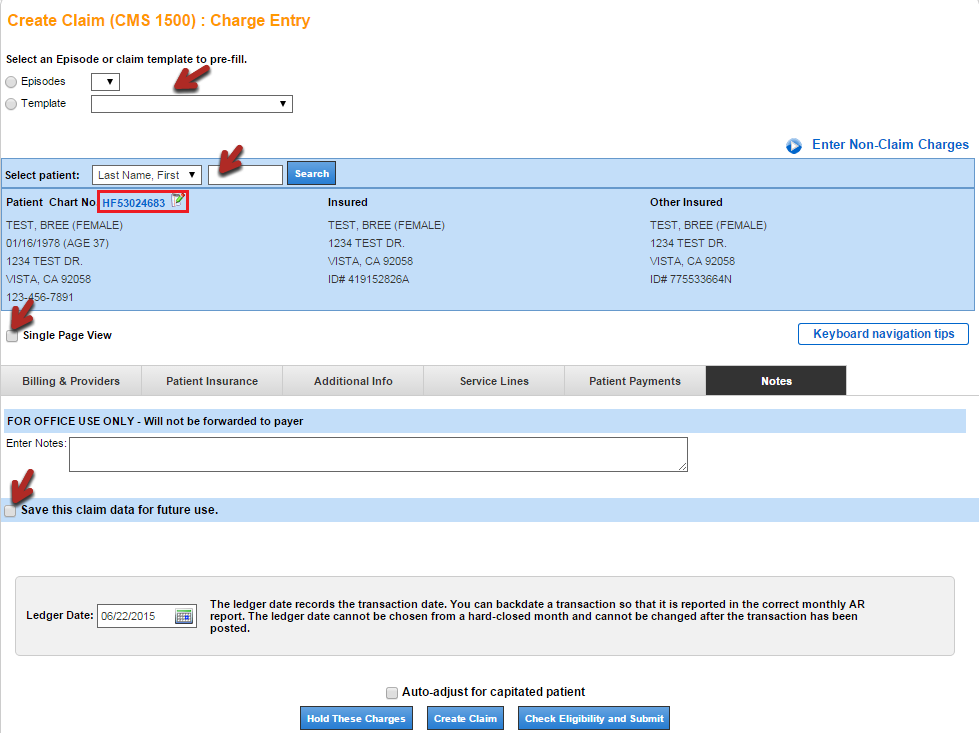 Create Claim (CMS 1500) : Charge Entry
Select an Episode or claim template to pre-fill.
Episodes
Template
Enter Non-Claim Charges
Select patient: Last Name, First Search
Patient Chart No. HF53024683 Insured Other Insured
TEST, BREE (FEMALE) TEST, BREE (FEMALE) TEST, BREE (FEMALE)
01/16/1978 (AGE 37) 1234 TEST DR. 1234 TEST DR.
1234 TEST DR. VISTA, CA 92058 VISTA, CA 92058
VISTA, CA 92058 ID# 419152826A ID# 775533664N
123-456-7891
Single Page View Keyboard navigation tips
Billing & Providers Patient Insurance Additional Info Service Lines Patient Payments Notes
FOR OFFICE USE ONLY - Will not be forwarded to payer
Enter Notes:
Save this claim data for future use.
Ledger Date: 06/22/2015
The ledger date records the transaction date. You can backdate a transaction so that it is reported in the correct monthly AR
report. The ledger date cannot be chosen from a hard-closed month and cannot be changed after the transaction has been
posted.
Auto-adjust for capitated patient
Hold These Charges Create Claim Check Eligibility and Submit